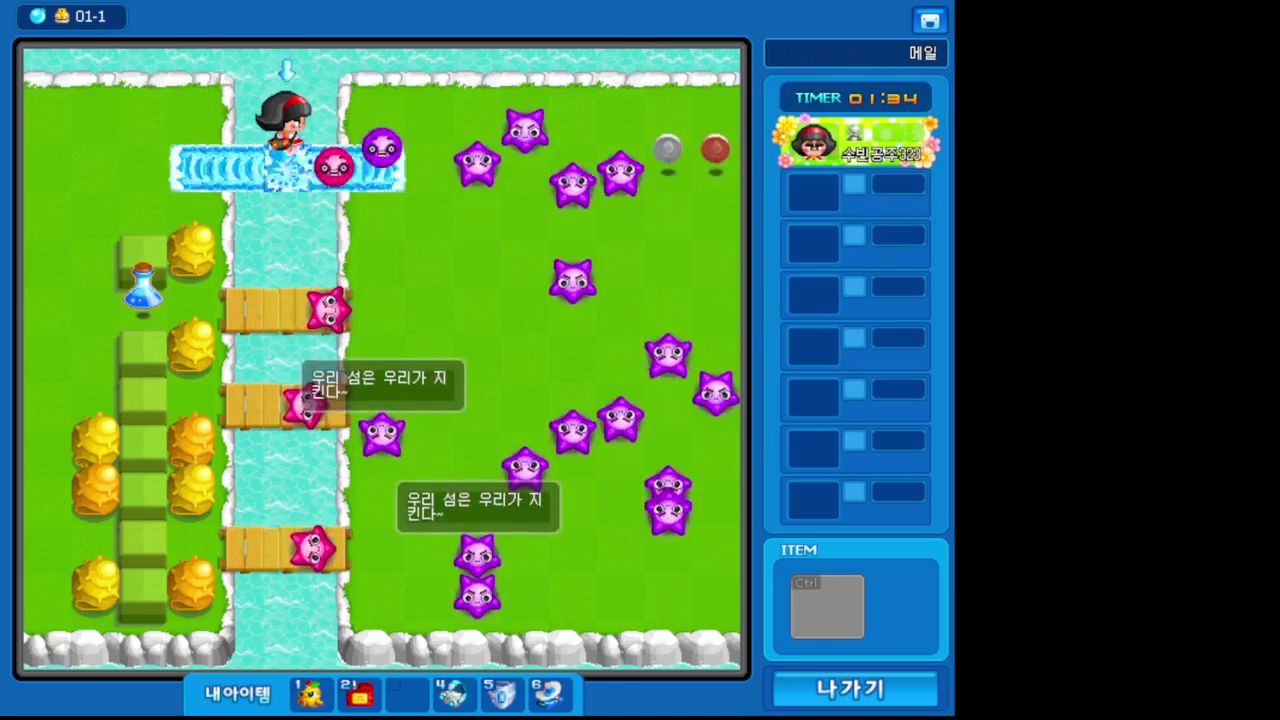 01-1
메일
TIMER 01:34
수빈공주323
우리 섬은 우리가 지
킨다~
우리 섬은 우리가 지
킨다~
ITEM
Ctrl
내아이템
1
2
4
5
6
나가기